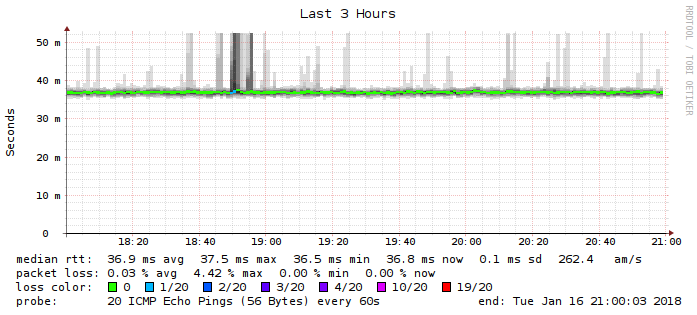 Last 3 Hours
RRDTOOL / TOBI OETIKER
Seconds
50 m
40 m
30 m
20 m
10 m
0
18:20 18:40 19:00 19:20 19:40 20:00 20:20 20:40 21:00
median rtt: 36.9 ms avg 37.5 ms max 36.5 ms min 36.8 ms now 0.1 ms sd 262.4 am/s
packet loss: 0.03 % avg 4.42 % max 0.00 % min 0.00 % now
loss color: 0 1/20 2/20 3/20 4/20 10/20 19/20
probe: 20 ICMP Echo Pings (56 Bytes) every 60s end: Tue Jan 16 21:00:03 2018